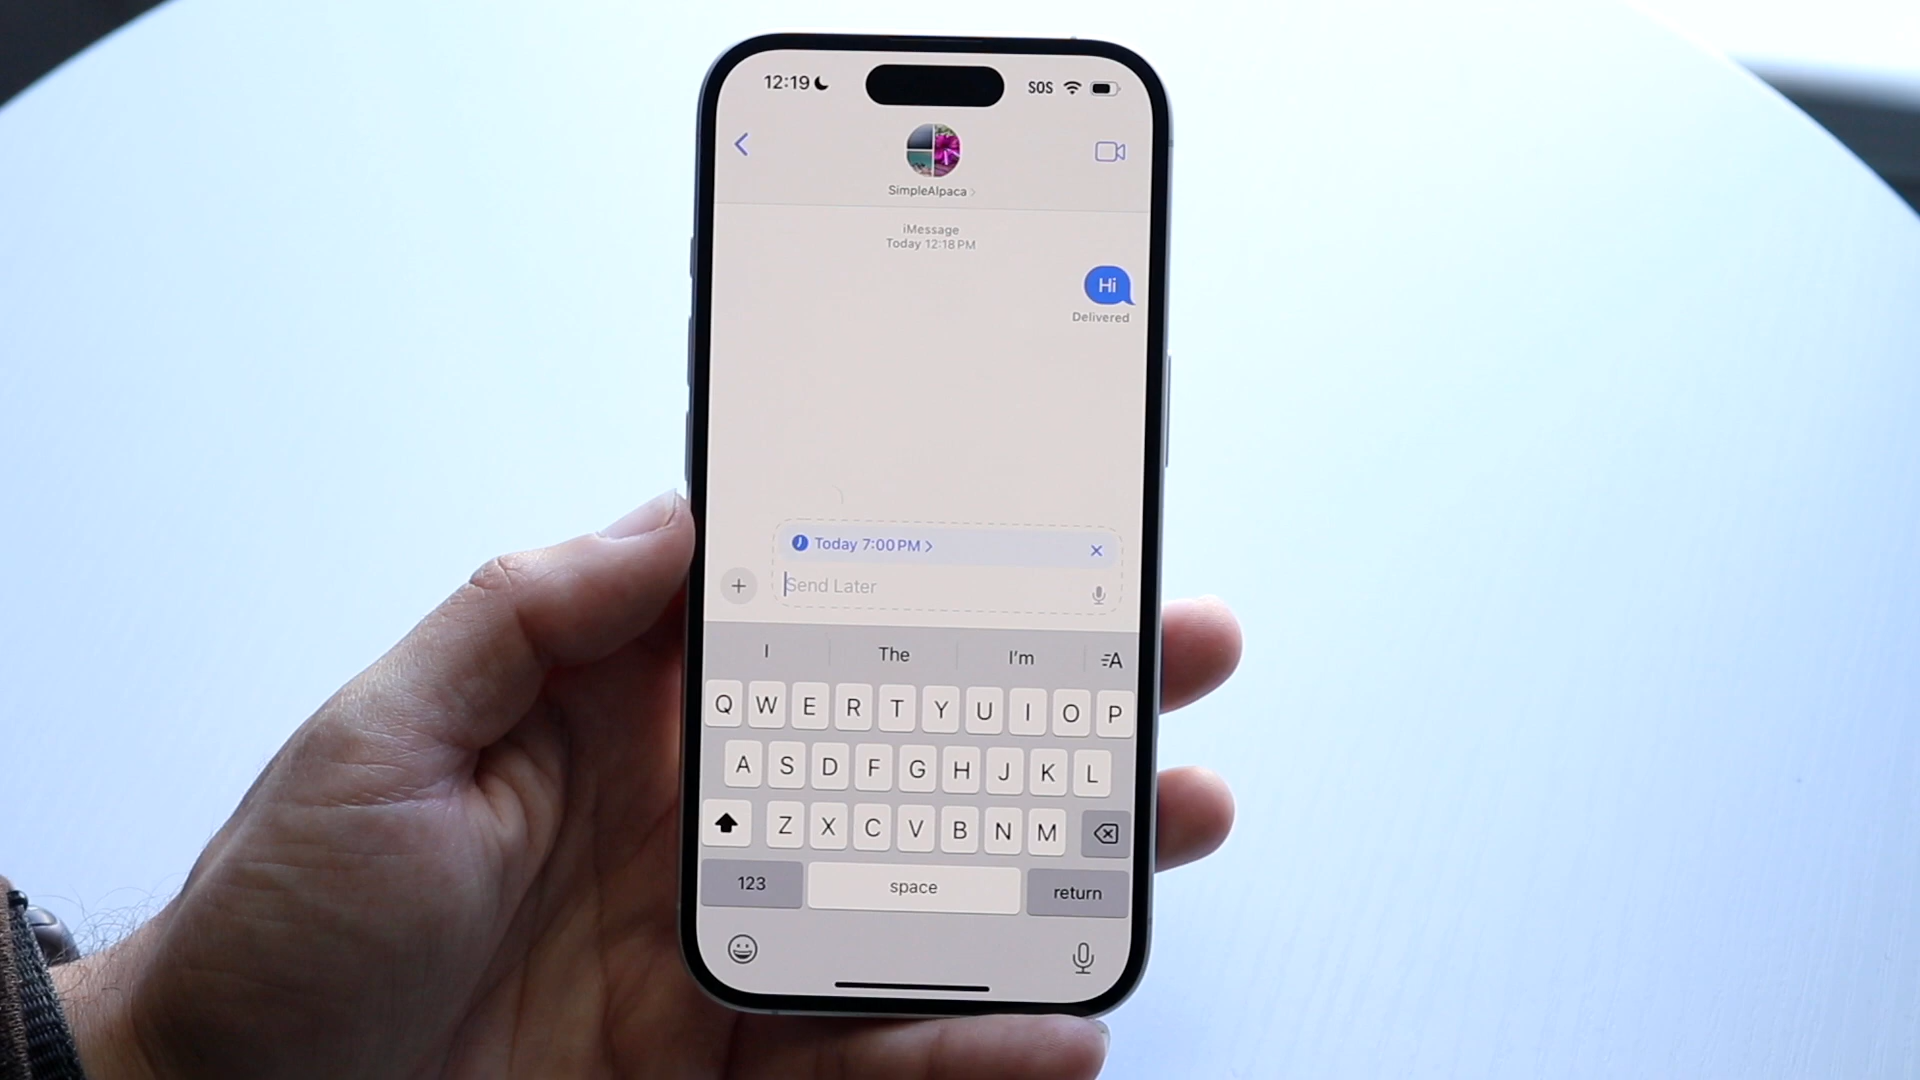 12:19
SOS
SimpleAlpaca
iMessage
Today 12:18 PM
Hi
Delivered
Today 7:00 PM
Send Later
I The I'm
A
Q W E R T Y U I O P
A S D F G H J K L
Z X C V B N M
123 space return